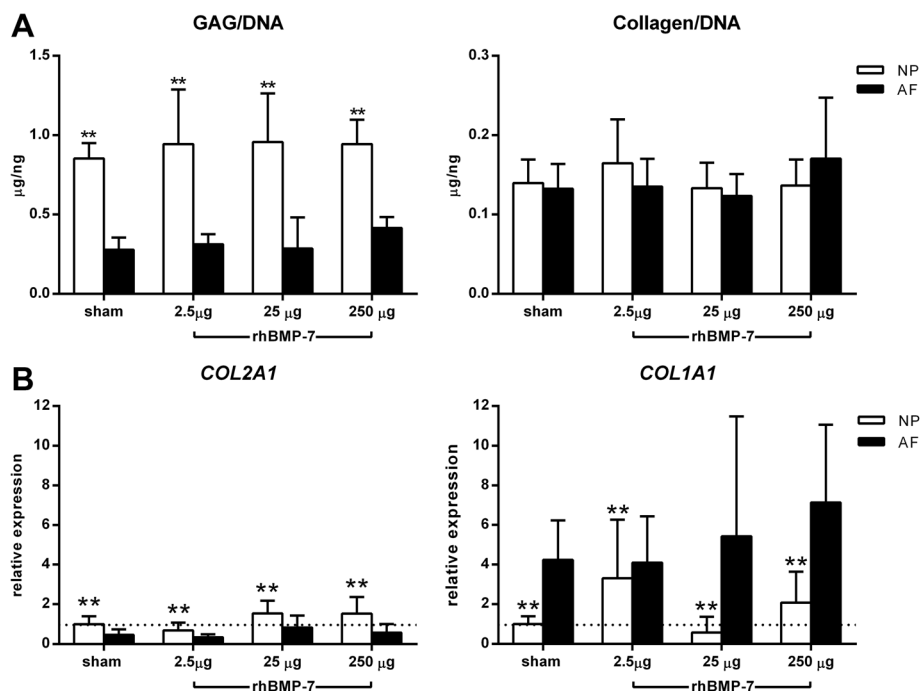 A
GAG/DNA
Collagen/DNA
1.5
1.0
0.5
0.0
μg/ng
**
**
**
**
sham
2.5μg
25 μg
250 μg
rhBMP-7
0.3
0.2
0.1
0.0
sham
2.5μg
25 μg
250 μg
rhBMP-7
NP
AF
B
COL2A1
COL1A1
12
10
8
6
4
2
0
relative expression
**
**
**
**
sham
2.5μg
25 μg
250 μg
rhBMP-7
12
10
8
6
4
2
0
relative expression
**
**
**
**
sham
2.5μg
25 μg
250 μg
rhBMP-7
NP
AF